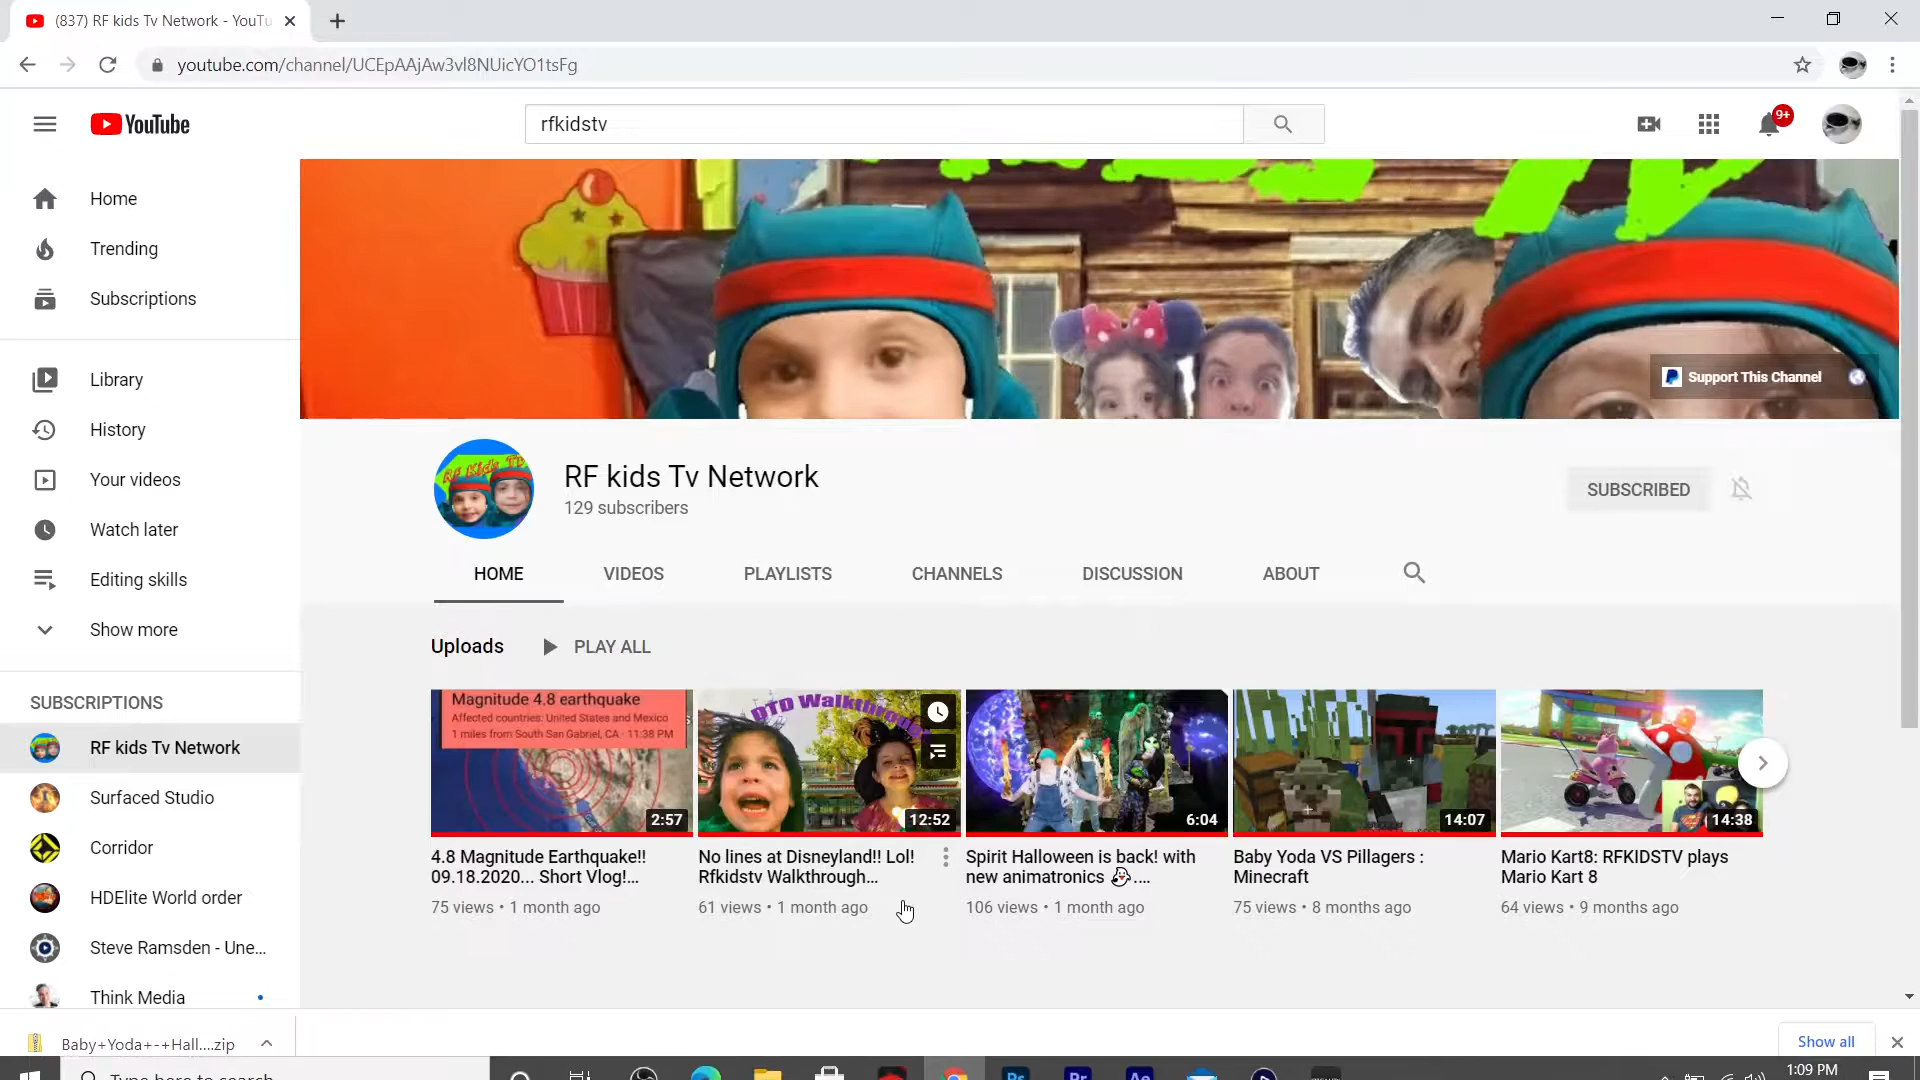 (837) RF kids Tv Network - YouTu
youtube.com/channel/UCEpAAjAw3vl8NUicYO1tsFg
YouTube
rfkidstv
9+
Home
Trending
Subscriptions
Library
History
Your videos
Watch later
Editing skills
Show more
SUBSCRIPTIONS
RF kids Tv Network
Surfaced Studio
Corridor
HDElite World order
Steve Ramsden - Une...
Think Media
Support This Channel
RF Kids TV
RF kids Tv Network
129 subscribers
SUBSCRIBED
HOME VIDEOS PLAYLISTS CHANNELS DISCUSSION ABOUT
Uploads PLAY ALL
Magnitude 4.8 earthquake
Affected countries: United States and Mexico
1 miles from South San Gabriel, CA · 11:38 PM
2:57
4.8 Magnitude Earthquake!!
09.18.2020... Short Vlog!...
75 views • 1 month ago
DTD Walkthroug
12:52
No lines at Disneyland!! Lol!
Rfkidstv Walkthrough...
61 views • 1 month ago
6:04
Spirit Halloween is back! with
new animatronics 👻....
106 views • 1 month ago
14:07
Baby Yoda VS Pillagers :
Minecraft
75 views • 8 months ago
14:38
Mario Kart8: RFKIDSTV plays
Mario Kart 8
64 views • 9 months ago
Baby+Yoda+-+Hall....zip
Show all
Type here to search
Ps Pr Ae
1:09 PM